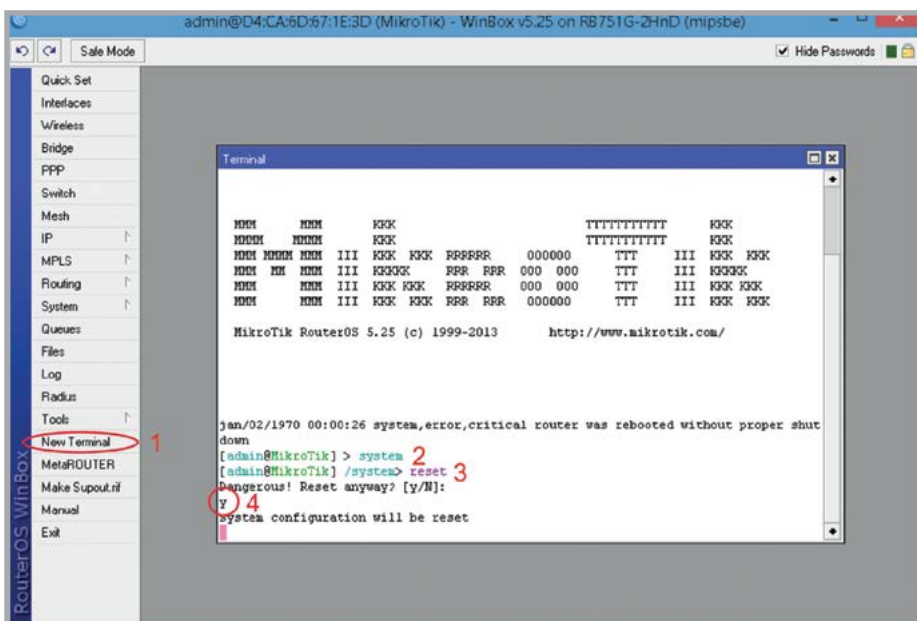 admin@D4:CA:6D:67:1E:3D (MikroTik) - WinBox v5.25 on RB751G-2HnD (mipsbe)
Safe Mode
Hide Passwords
Quick Set
Interfaces
Wireless
Bridge
PPP
Switch
Mesh
IP
MPLS
Routing
System
Queues
Files
Log
Radius
Tools
New Terminal 1
MetaROUTER
Make Supout.rif
Manual
Exit
RouterOS WinBox
Terminal
MMM      MMM       KKK                          TTTTTTTTTTT      KKK
MMMM    MMMM       KKK                          TTTTTTTTTTT      KKK
MMM MMMM MMM  III  KKK  KKK  RRRRRR     000000      TTT     III  KKK  KKK
MMM  MM  MMM  III  KKKKK     RRR  RRR  000  000     TTT     III  KKKKK
MMM      MMM  III  KKK KKK   RRRRRR    000  000     TTT     III  KKK KKK
MMM      MMM  III  KKK  KKK  RRR  RRR   000000      TTT     III  KKK  KKK
MikroTik RouterOS 5.25 (c) 1999-2013       http://www.mikrotik.com/
jan/02/1970 00:00:26 system,error,critical router was rebooted without proper shut
down
[admin@MikroTik] > system 2
[admin@MikroTik] /system> reset 3
Dangerous! Reset anyway? [y/N]:
y 4
system configuration will be reset